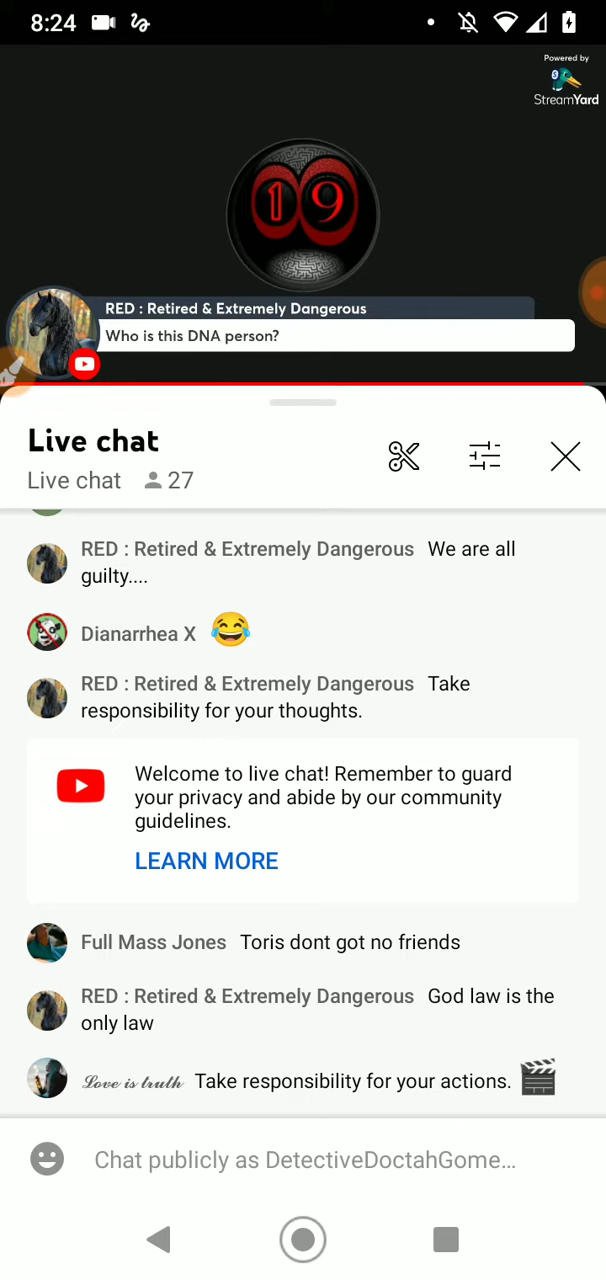 8:24
Powered by
StreamYard
19
RED : Retired & Extremely Dangerous
Who is this DNA person?
Live chat
Live chat 27
RED : Retired & Extremely Dangerous We are all
guilty....
Dianarrhea X 😂
RED : Retired & Extremely Dangerous Take
responsibility for your thoughts.
Welcome to live chat! Remember to guard
your privacy and abide by our community
guidelines.
LEARN MORE
Full Mass Jones Toris dont got no friends
RED : Retired & Extremely Dangerous God law is the
only law
𝓛𝓸𝓿𝓮 𝓲𝓼 𝓽𝓻𝓾𝓽𝓱 Take responsibility for your actions. 🎬
Chat publicly as DetectiveDoctahGome...